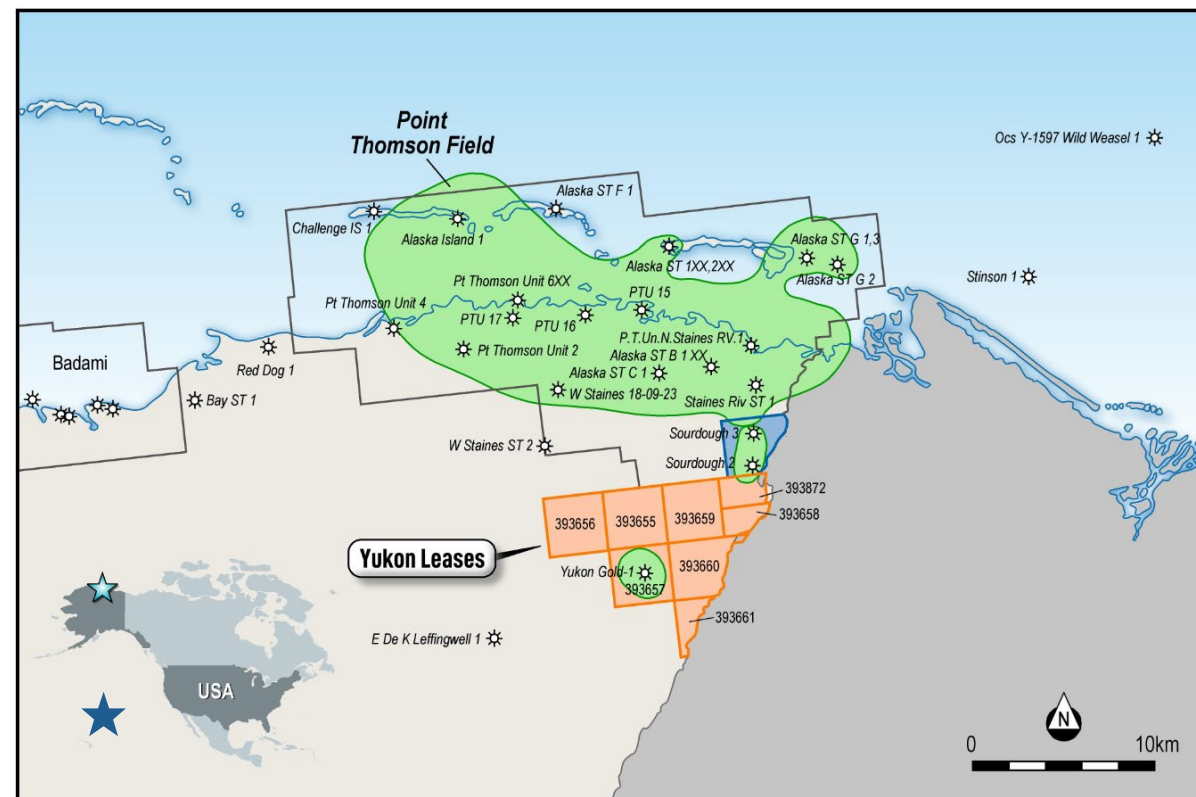 Point
Thomson Field
Ocs Y-1597 Wild Weasel 1
Alaska ST F 1
Challenge IS 1
Alaska Island 1
Alaska ST G 1,3
Alaska ST 1XX,2XX
Alaska ST G 2
Stinson 1
Pt Thomson Unit 6XX
Pt Thomson Unit 4
PTU 15
PTU 17
PTU 16
P.T.Un.N.Staines RV.1
Pt Thomson Unit 2
Alaska ST B 1 XX
Badami
Red Dog 1
Alaska ST C 1
W Staines 18-09-23
Staines Riv ST 1
Bay ST 1
Sourdough 3
W Staines ST 2
Sourdough 2
393872
393656
393655
393659
393658
Yukon Leases
Yukon Gold-1
393660
393657
393661
E De K Leffingwell 1
USA
N
0
10km